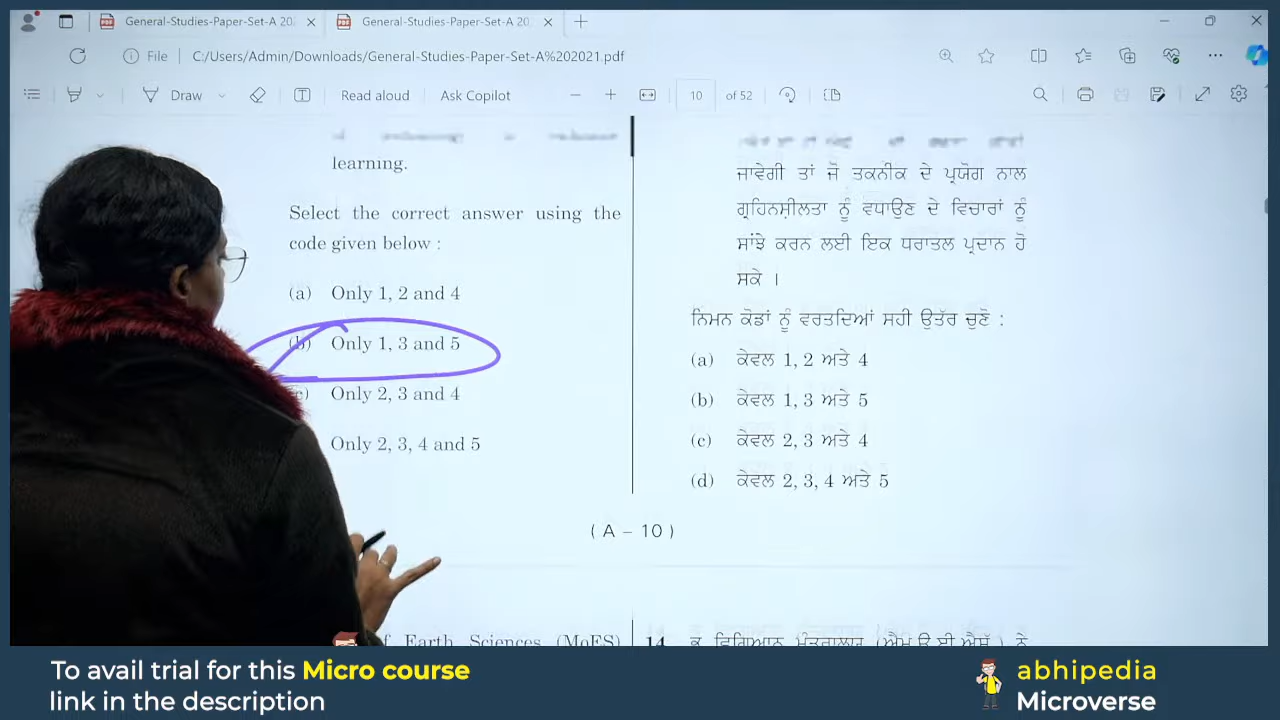 General-Studies-Paper-Set-A 202
General-Studies-Paper-Set-A 202
File C:/Users/Admin/Downloads/General-Studies-Paper-Set-A%202021.pdf
Draw Read aloud Ask Copilot 10 of 52
learning.
Select the correct answer using the
code given below :
(a) Only 1, 2 and 4
(b) Only 1, 3 and 5
(c) Only 2, 3 and 4
Only 2, 3, 4 and 5
ਜਾਵੇਗੀ ਤਾਂ ਜੋ ਤਕਨੀਕ ਦੇ ਪ੍ਰਯੋਗ ਨਾਲ
ਗ੍ਰਹਿਨਸ਼ੀਲਤਾ ਨੂੰ ਵਧਾਉਣ ਦੇ ਵਿਚਾਰਾਂ ਨੂੰ
ਸਾਂਝੇ ਕਰਨ ਲਈ ਇਕ ਧਰਾਤਲ ਪ੍ਰਦਾਨ ਹੋ
ਸਕੇ ।
ਨਿਮਨ ਕੋਡਾਂ ਨੂੰ ਵਰਤਦਿਆਂ ਸਹੀ ਉਤੱਰ ਚੁਣੋ :
(a) ਕੇਵਲ 1, 2 ਅਤੇ 4
(b) ਕੇਵਲ 1, 3 ਅਤੇ 5
(c) ਕੇਵਲ 2, 3 ਅਤੇ 4
(d) ਕੇਵਲ 2, 3, 4 ਅਤੇ 5
( A – 10 )
of Earth Sciences (MoES)
14
To avail trial for this Micro course
link in the description
abhipedia
Microverse